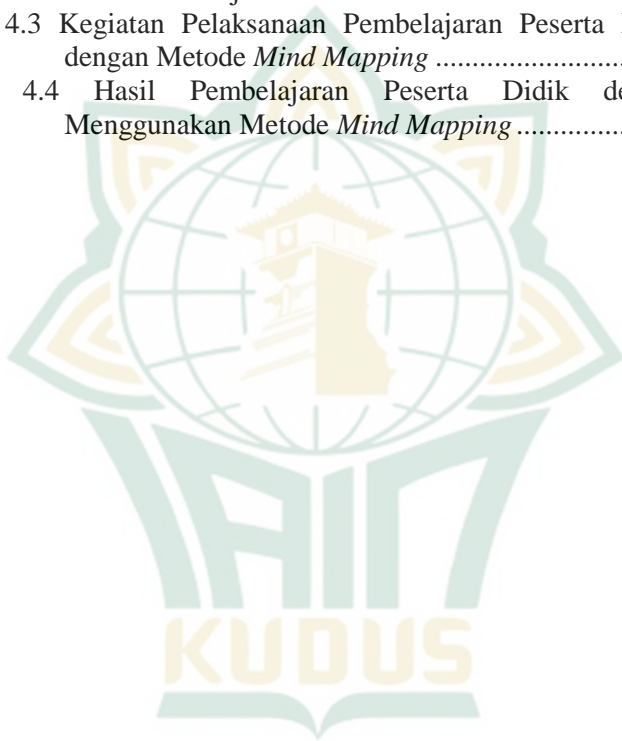 4.3 Kegiatan Pelaksanaan Pembelajaran Peserta
dengan Metode Mind Mapping ............................
4.4 Hasil Pembelajaran Peserta Didik
Menggunakan Metode Mind Mapping ................
IAIN
KUDUS